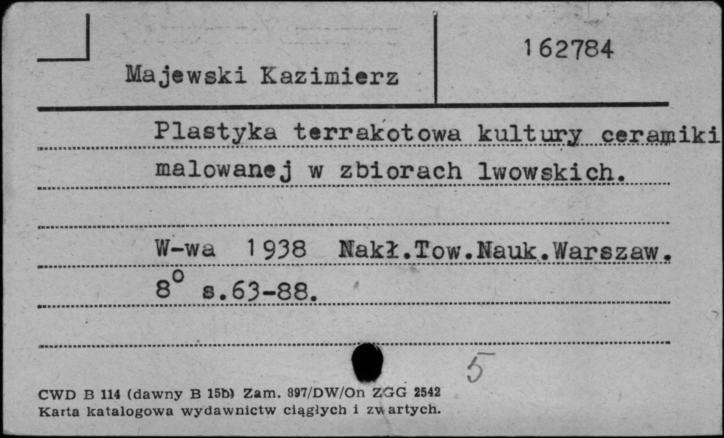 162784
Majewski Kazimierz
Plastyka terrakotowa kultury ceramiki
malowanej w zbiorach lwowskich.
W-wa 1938 Nakł.Tow.Nauk.Warszaw.
8° s.63-88.
5
CWD B 114 (dawny B 15b) Zam. 897/DW/On ZGG 2542
Karta katalogowa wydawnictw ciągłych i zwartych.